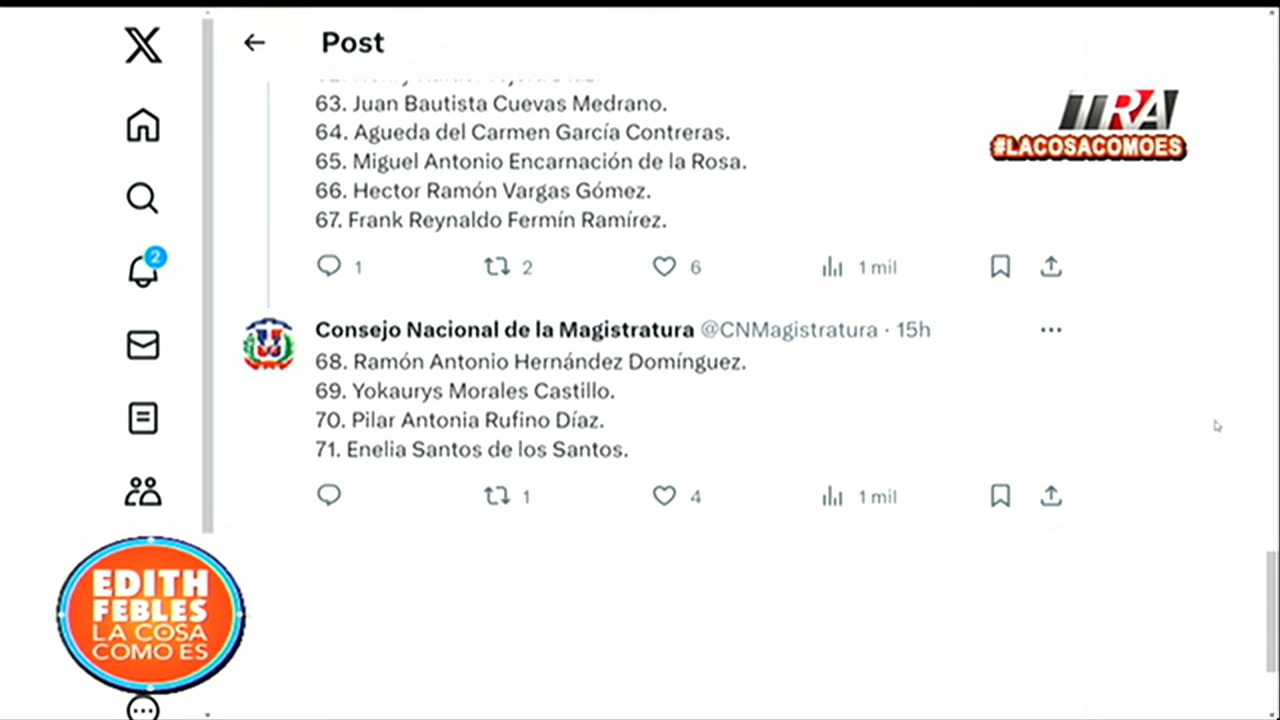 Post
63. Juan Bautista Cuevas Medrano.
64. Agueda del Carmen García Contreras.
65. Miguel Antonio Encarnación de la Rosa.
66. Hector Ramón Vargas Gómez.
67. Frank Reynaldo Fermín Ramírez.
1 2 6 1 mil
Consejo Nacional de la Magistratura @CNMagistratura · 15h
68. Ramón Antonio Hernández Domínguez.
69. Yokaurys Morales Castillo.
70. Pilar Antonia Rufino Díaz.
71. Enelia Santos de los Santos.
1 4 1 mil
2
TRA
#LACOSACOMOES
EDITH
FEBLES
LA COSA
COMO ES